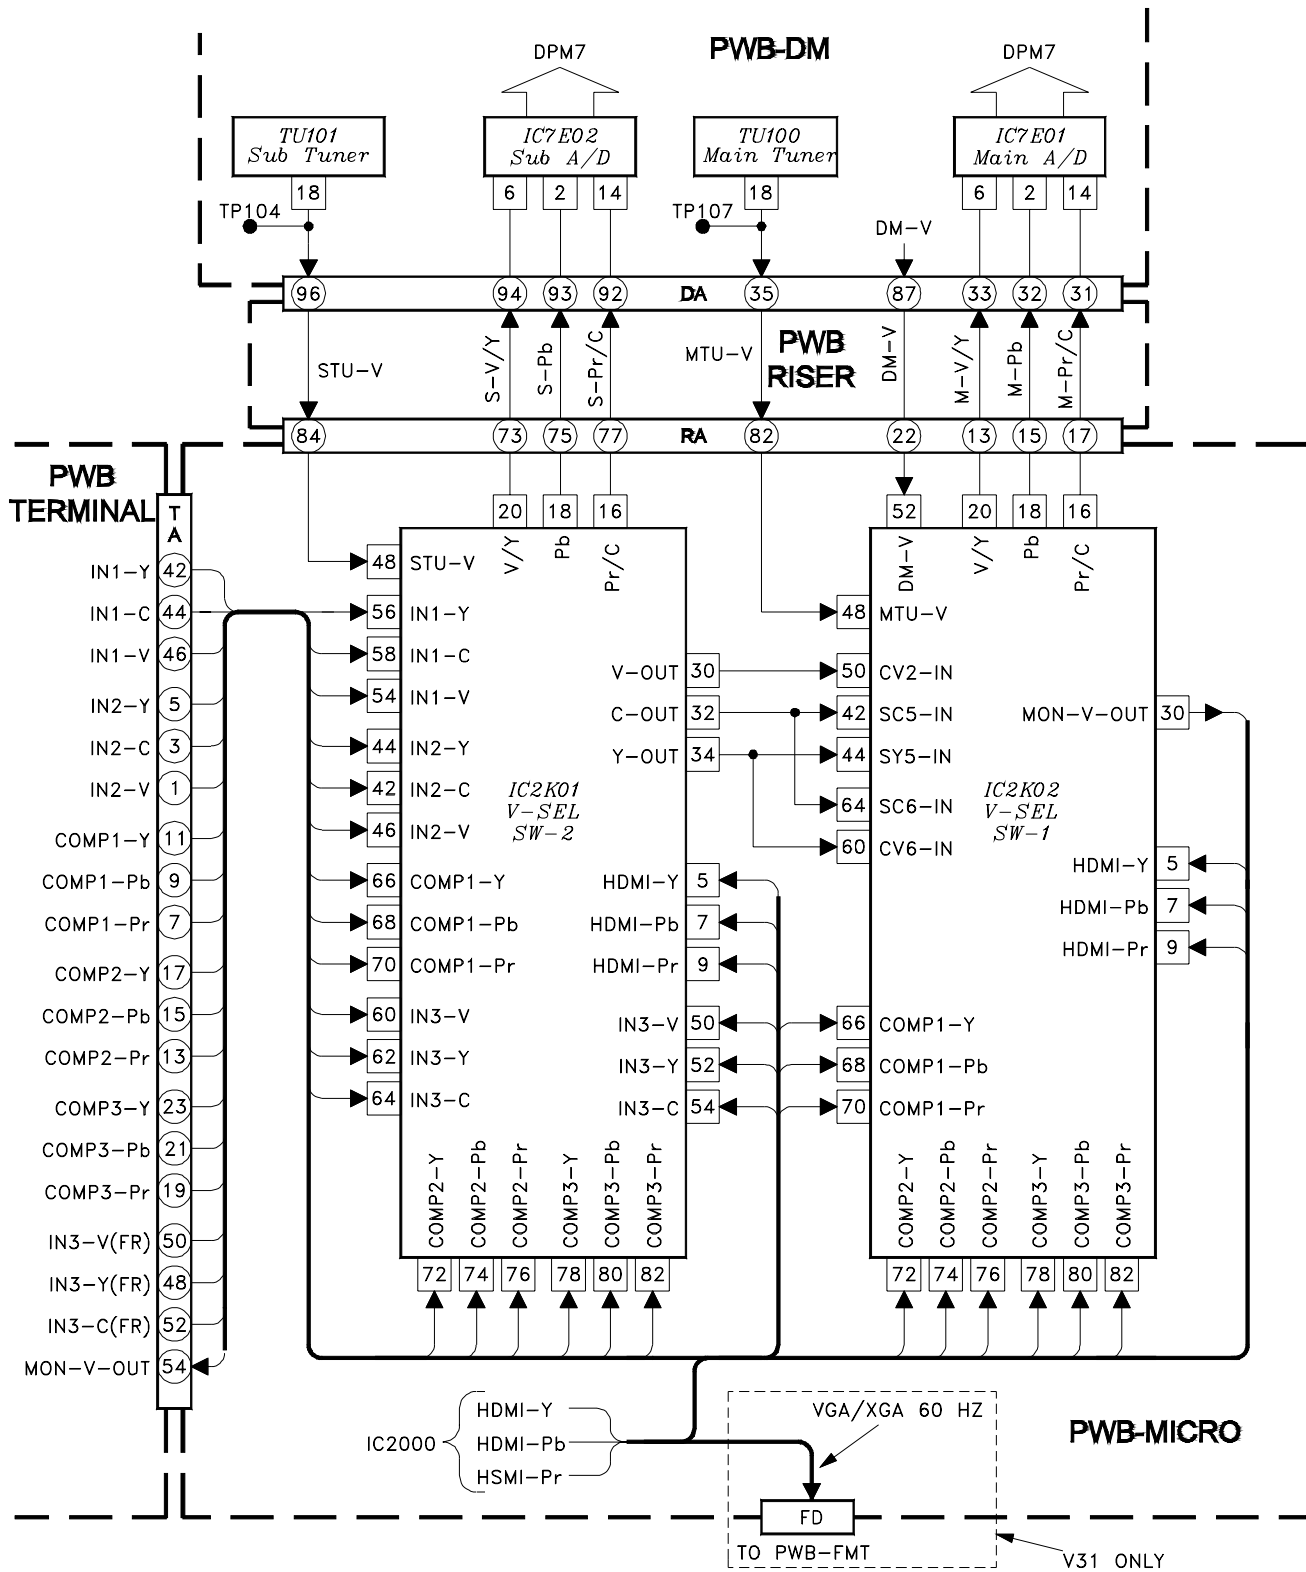 DPM7
PWB-DM
DPM7
TU101
Sub Tuner
IC7E02
Sub A/D
TU100
Main Tuner
IC7E01
Main A/D
18
6
2
14
18
6
2
14
TP104
TP107
DM-V
96
94
93
92
DA
35
87
33
32
31
STU-V
S-V/Y
S-Pb
S-Pr/C
MTU-V
PWB
RISER
DM-V
M-V/Y
M-Pb
M-Pr/C
84
73
75
77
RA
82
22
13
15
17
PWB
TERMINAL
TA
20
18
16
52
20
18
16
V/Y
Pb
Pr/C
DM-V
V/Y
Pb
Pr/C
IN1-Y 42
IN1-C 44
IN1-V 46
IN2-Y 5
IN2-C 3
IN2-V 1
COMP1-Y 11
COMP1-Pb 9
COMP1-Pr 7
COMP2-Y 17
COMP2-Pb 15
COMP2-Pr 13
COMP3-Y 23
COMP3-Pb 21
COMP3-Pr 19
IN3-V(FR) 50
IN3-Y(FR) 48
IN3-C(FR) 52
MON-V-OUT 54
48 STU-V
56 IN1-Y
58 IN1-C
54 IN1-V
44 IN2-Y
42 IN2-C
46 IN2-V
66 COMP1-Y
68 COMP1-Pb
70 COMP1-Pr
60 IN3-V
62 IN3-Y
64 IN3-C
IC2K01
V-SEL
SW-2
V-OUT 30
C-OUT 32
Y-OUT 34
HDMI-Y 5
HDMI-Pb 7
HDMI-Pr 9
IN3-V 50
IN3-Y 52
IN3-C 54
COMP2-Y
COMP2-Pb
COMP2-Pr
COMP3-Y
COMP3-Pb
COMP3-Pr
72
74
76
78
80
82
48 MTU-V
50 CV2-IN
42 SC5-IN
44 SY5-IN
64 SC6-IN
60 CV6-IN
IC2K02
V-SEL
SW-1
MON-V-OUT 30
HDMI-Y 5
HDMI-Pb 7
HDMI-Pr 9
66 COMP1-Y
68 COMP1-Pb
70 COMP1-Pr
COMP2-Y
COMP2-Pb
COMP2-Pr
COMP3-Y
COMP3-Pb
COMP3-Pr
72
74
76
78
80
82
IC2000
HDMI-Y
HDMI-Pb
HSMI-Pr
VGA/XGA 60 HZ
PWB-MICRO
FD
TO PWB-FMT
V31 ONLY